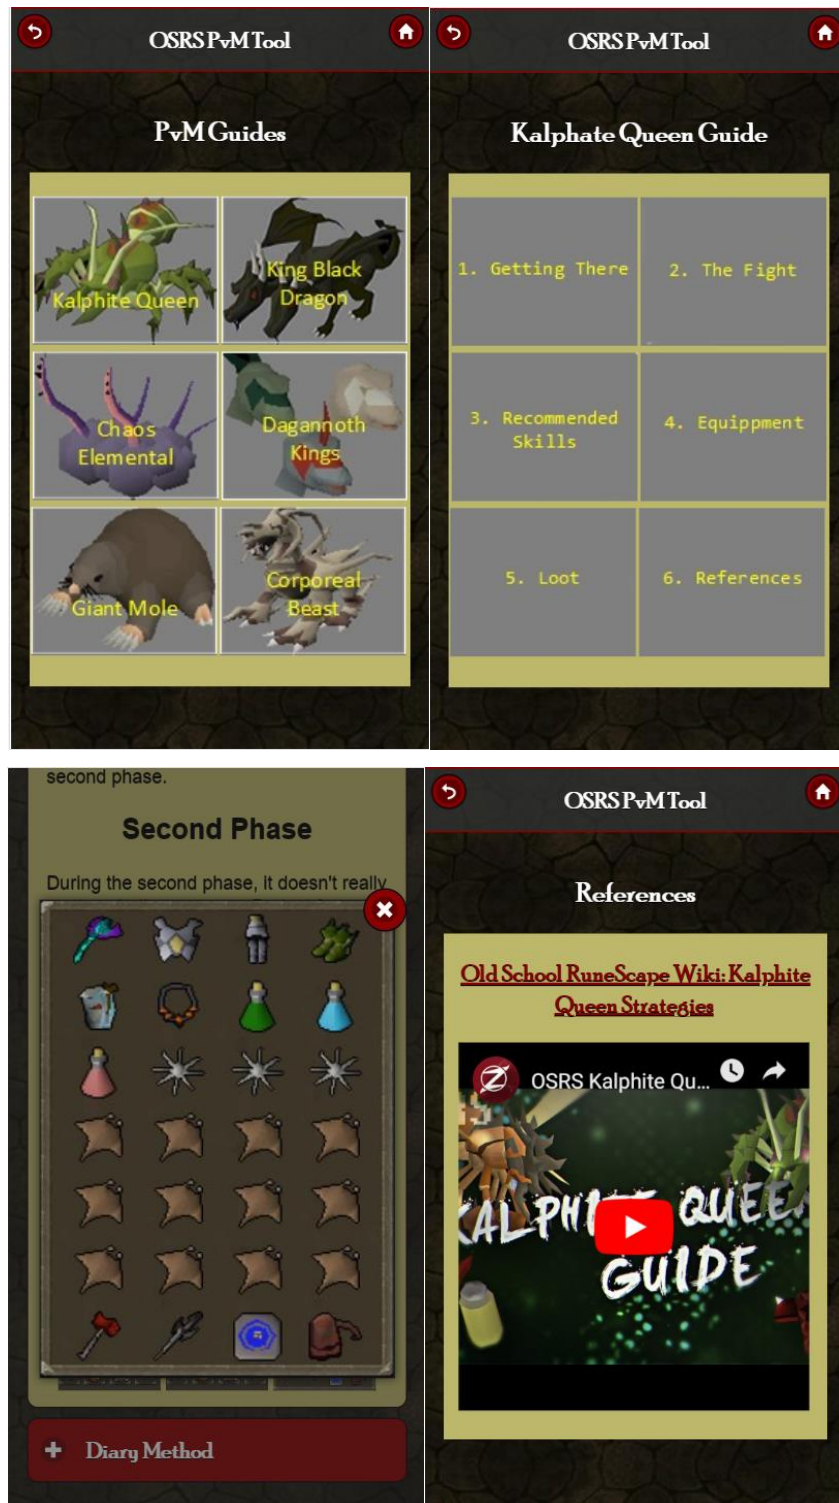 OSRS PvM Tool
PvM Guides
Kalphite Queen
King Black
Dragon
Chaos
Elemental
Dagannoth
Kings
Giant Mole
Corporeal
Beast
OSRS PvM Tool
Kalphate Queen Guide
1. Getting There
2. The Fight
3. Recommended
Skills
4. Equippment
5. Loot
6. References
second phase.
Second Phase
During the second phase, it doesn't really
Diary Method
OSRS PvM Tool
References
Old School RuneScape Wiki: Kalphite
Queen Strategies
OSRS Kalphite Qu...
KALPHITE QUEEN
GUIDE